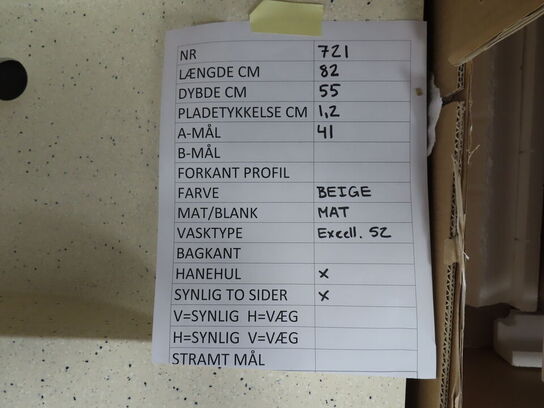 NR 721
LÆNGDE CM 82
DYBDE CM 55
PLADETYKKELSE CM 1,2
A-MÅL 41
B-MÅL
FORKANT PROFIL
FARVE BEIGE
MAT/BLANK MAT
VASKTYPE Excell. 52
BAGKANT
HANEHUL x
SYNLIG TO SIDER x
V=SYNLIG H=VÆG
H=SYNLIG V=VÆG
STRAMT MÅL